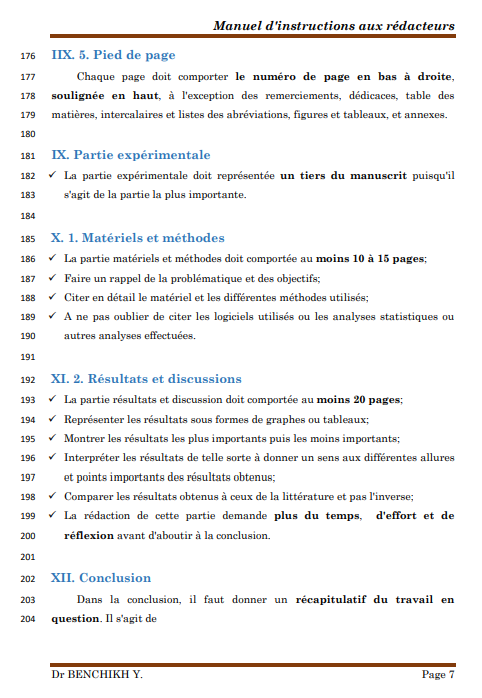 Manuel d'instructions aux rédacteurs
176 IIX. 5. Pied de page
177 Chaque page doit comporter le numéro de page en bas à droite,
178 soulignée en haut, à l'exception des remerciements, dédicaces, table des
179 matières, intercalaires et listes des abréviations, figures et tableaux, et annexes.
180
181 IX. Partie expérimentale
182 ✓ La partie expérimentale doit représentée un tiers du manuscrit puisqu'il
183 s'agit de la partie la plus importante.
184
185 X. 1. Matériels et méthodes
186 ✓ La partie matériels et méthodes doit comportée au moins 10 à 15 pages;
187 ✓ Faire un rappel de la problématique et des objectifs;
188 ✓ Citer en détail le matériel et les différentes méthodes utilisés;
189 ✓ A ne pas oublier de citer les logiciels utilisés ou les analyses statistiques ou
190 autres analyses effectuées.
191
192 XI. 2. Résultats et discussions
193 ✓ La partie résultats et discussion doit comportée au moins 20 pages;
194 ✓ Représenter les résultats sous formes de graphes ou tableaux;
195 ✓ Montrer les résultats les plus importants puis les moins importants;
196 ✓ Interpréter les résultats de telle sorte à donner un sens aux différentes allures
197 et points importants des résultats obtenus;
198 ✓ Comparer les résultats obtenus à ceux de la littérature et pas l'inverse;
199 ✓ La rédaction de cette partie demande plus du temps, d'effort et de
200 réflexion avant d'aboutir à la conclusion.
201
202 XII. Conclusion
203 Dans la conclusion, il faut donner un récapitulatif du travail en
204 question. Il s'agit de
Dr BENCHIKH Y. Page 7